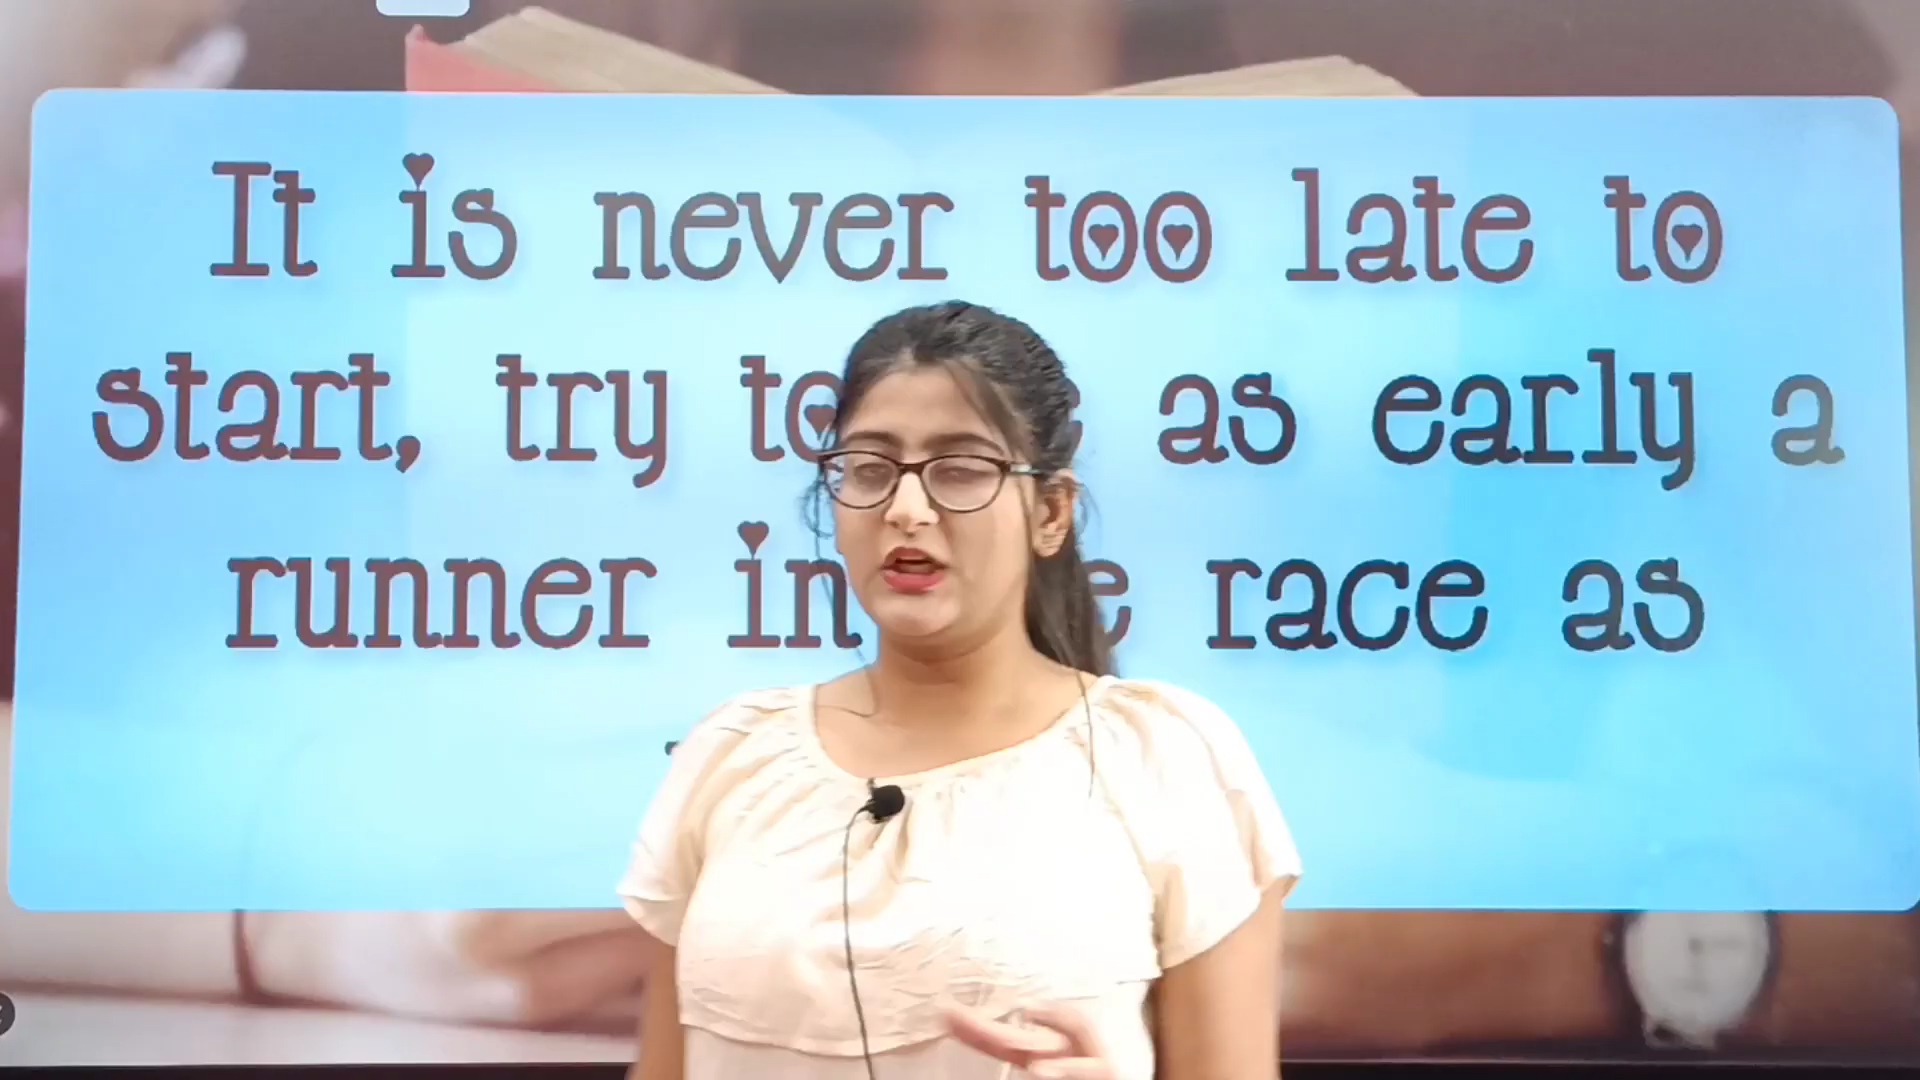 It is never too late to
start, try to as early a
runner in race as